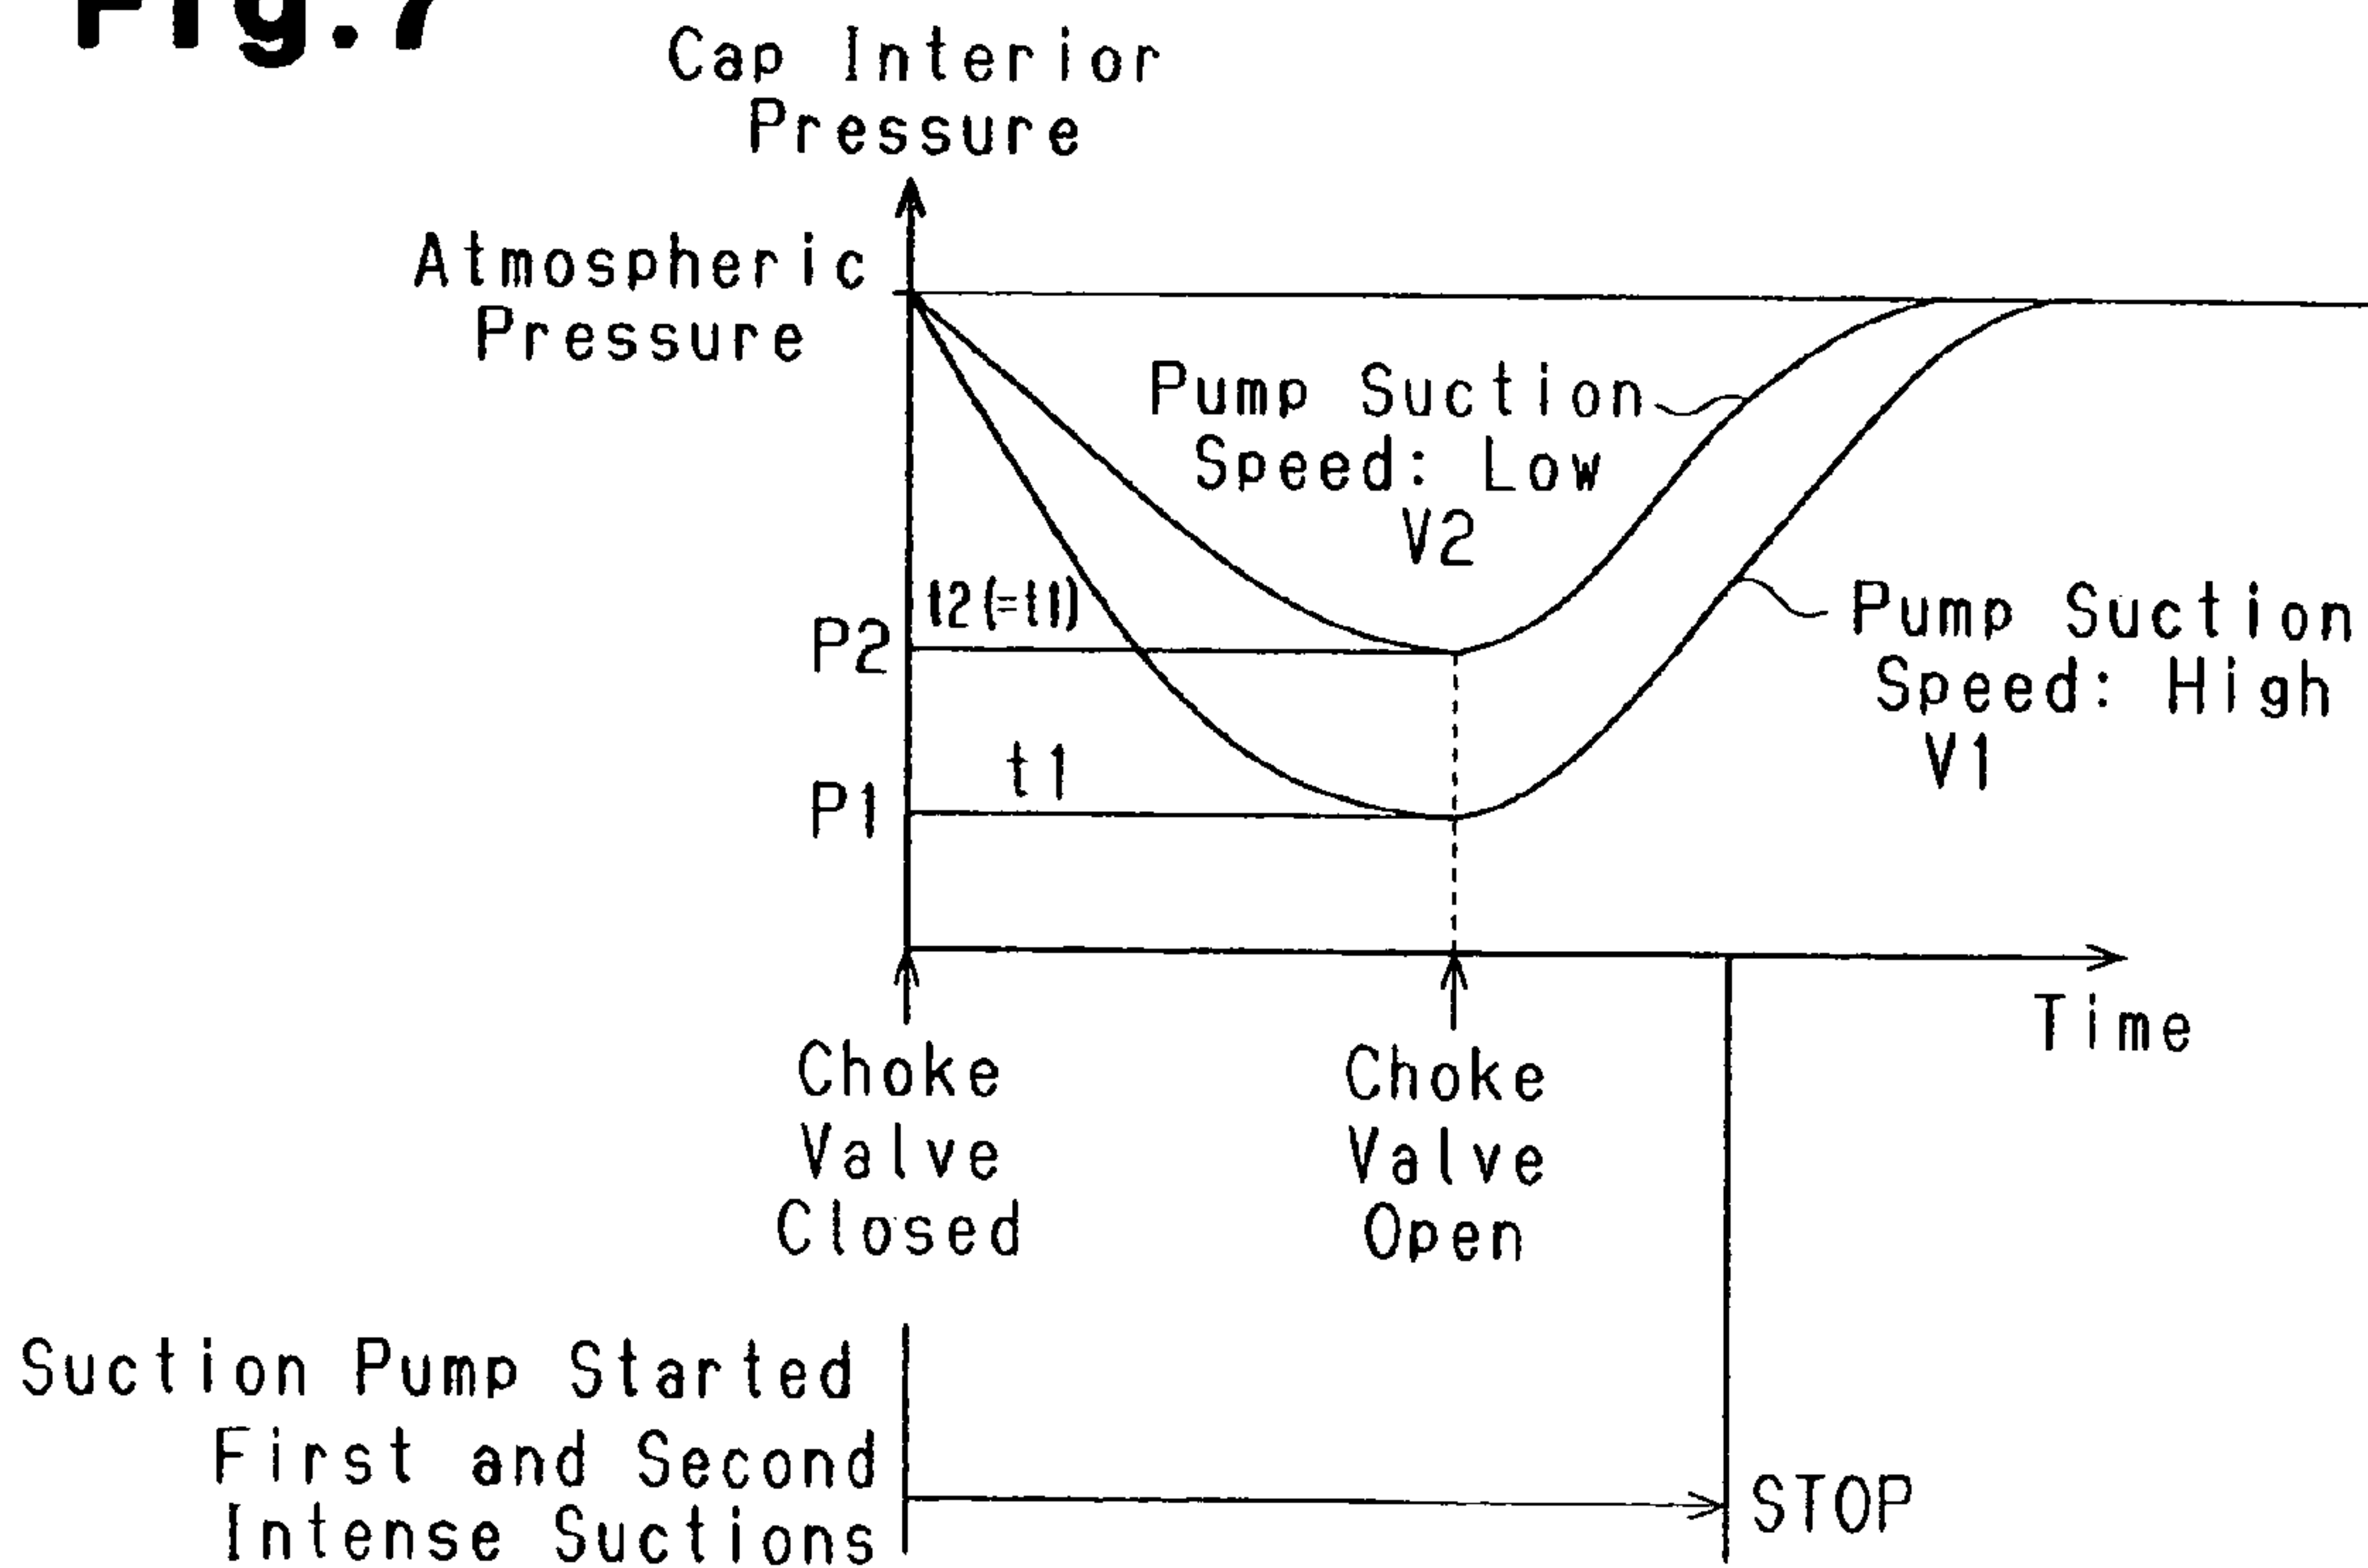 Fig.7
Cap Interior
Pressure
Atmospheric
Pressure
Pump Suction
Speed: Low
V2
t2(=t1)
P2
Pump Suction
Speed: High
V1
t1
P1
Time
Choke
Valve
Closed
Choke
Valve
Open
Suction Pump Started
First and Second
Intense Suctions
STOP